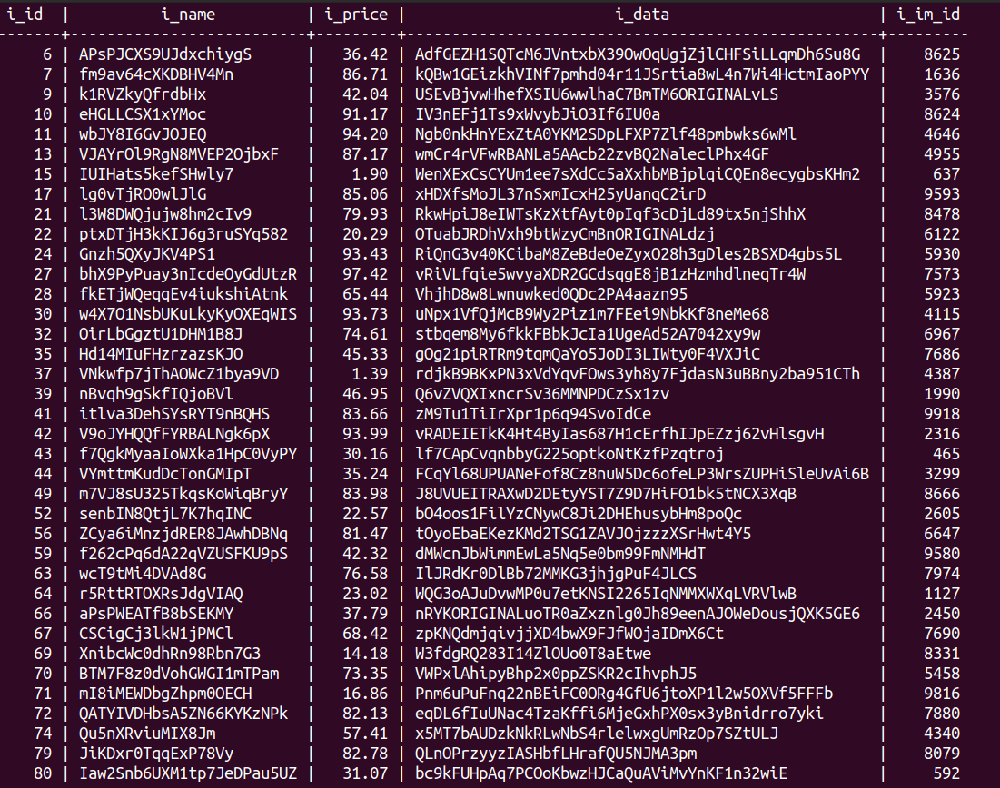 i_id | i_name | i_price | i_data | i_im_id
-------+--------------------------+---------+----------------------------------------------------+---------
6 | APsPJCXS9UJdxchiygS | 36.42 | AdfGEZH1SQTcM6JVntxbX39OwOqUgjZjlCHFSiLLqmDh6Su8G | 8625
7 | fm9av64cXKDBHV4Mn | 86.71 | kQBw1GEizkhVINf7pmhd04r11JSrtia8wL4n7Wi4HctmIaoPYY | 1636
9 | k1RVZkyQfrdbHx | 42.04 | USEvBjvwHhefXSIU6wwlhaC7BmTM6ORIGINALvLS | 3576
10 | eHGLLCSX1xYMoc | 91.17 | IV3nEFj1Ts9xWvybJiO3If6IU0a | 8624
11 | wbJY8I6GvJOJEQ | 94.20 | Ngb0nkHnYExZtA0YKM2SDpLFXP7Zlf48pmbwks6wMl | 4646
13 | VJAYrOl9RgN8MVEP2OjbxF | 87.17 | wmCr4rVFwRBANLa5AAcb22zvBQ2NaleclPhx4GF | 4955
15 | IUIHats5kefSHwly7 | 1.90 | WenXExCsCYUm1ee7sXdCc5aXxhbMBjplqiCQEn8ecygbsKHm2 | 637
17 | lg0vTjRO0wlJlG | 85.06 | xHDXfsMoJL37nSxmIcxH25yUanqC2irD | 9593
21 | l3W8DWQjujw8hm2cIv9 | 79.93 | RkwHpiJ8eIWTsKzXtfAyt0pIqf3cDjLd89tx5njShhX | 8478
22 | ptxDTjH3kKIJ6g3ruSYq582 | 20.29 | OTuabJRDhVxh9btWzyCmBnORIGINALdzj | 6122
24 | Gnzh5QXyJKV4PS1 | 93.43 | RiQnG3v40KCibaM8ZeBdeOeZyxO28h3gDles2BSXD4gbs5L | 5930
27 | bhX9PyPuay3nIcdeOyGdUtzR | 97.42 | vRiVLfqie5wvyaXDR2GCdsqgE8jB1zHzmhdlneqTr4W | 7573
28 | fkETjWQeqqEv4iukshiAtnk | 65.44 | VhjhD8w8Lwnuwked0QDc2PA4aazn95 | 5923
30 | w4X7O1NsbUKuLkyKyOXEqWIS | 93.73 | uNpx1VfQjMcB9Wy2Piz1m7FEei9NbkKf8neMe68 | 4115
32 | OirLbGgztU1DHM1B8J | 74.61 | stbqem8My6fkkFBbkJcIa1UgeAd52A7042xy9w | 6967
35 | Hd14MIuFHzrzazsKJO | 45.33 | gOg21piRTRm9tqmQaYo5JoDI3LIWty0F4VXJiC | 7686
37 | VNkwfp7jThAOWcZ1bya9VD | 1.39 | rdjkB9BKxPN3xVdYqvFOws3yh8y7FjdasN3uBBny2ba951CTh | 4387
39 | nBvqh9gSkfIQjoBVl | 46.95 | Q6vZVQXIxncrSv36MMNPDCzSx1zv | 1990
41 | itlva3DehSYsRYT9nBQHS | 83.66 | zM9Tu1TiIrXpr1p6q94SvoIdCe | 9918
42 | V9oJYHQQfFYRBALNgk6pX | 93.99 | vRADEIETkK4Ht4ByIas687H1cErfhIJpEZzj62vHlsgvH | 2316
43 | f7QgkMyaaIoWXka1HpC0VyPY | 30.16 | lf7CApCvqnbbyG225optkoNtKzfPzqtroj | 465
44 | VYmttmKudDcTonGMIpT | 35.24 | FCqYl68UPUANeFof8Cz8nuW5Dc6ofeLP3WrsZUPHiSleUvAi6B | 3299
49 | m7VJ8sU325TkqsKoWiqBryY | 83.98 | J8UVUEITRAXwD2DEtyYST7Z9D7HiFO1bk5tNCX3XqB | 8666
52 | senbIN8QtjL7K7hqINC | 22.57 | bO4oos1FilYzCNywC8Ji2DHEhusybHm8poQc | 2605
56 | ZCya6iMnzjdRER8JAwhDBNq | 81.47 | tOyoEbaEKezKMd2TSG1ZAVJOjzzzXSrHwt4Y5 | 6647
59 | f262cPq6dA22qVZUSFKU9pS | 42.32 | dMWcnJbWimmEwLa5Nq5e0bm99FmNMHdT | 9580
63 | wcT9tMi4DVAd8G | 76.58 | IlJRdKr0DlBb72MMKG3jhjgPuF4JLCS | 7974
64 | r5RttRTOXRsJdgVIAQ | 23.02 | WQG3oAJuDvwMP0u7etKNSI2265IqNMMXWXqLVRVlwB | 1127
66 | aPsPWEATfB8bSEKMY | 37.79 | nRYKORIGINALuoTR0aZxznlg0Jh89eenAJOWeDousjQXK5GE6 | 2450
67 | CSCigCj3lkW1jPMCl | 68.42 | zpKNQdmjqivjjXD4bwX9FJfWOjaIDmX6Ct | 7690
69 | XnibcWc0dhRn98Rbn7G3 | 14.18 | W3fdgRQ283I14ZlOUo0T8aEtwe | 8331
70 | BTM7F8z0dVohGWGI1mTPam | 73.35 | VWPxlAhipyBhp2x0ppZSKR2cIhvphJ5 | 5458
71 | mI8iMEWDbgZhpm0OECH | 16.86 | Pnm6uPuFnq22nBEiFC0ORg4GfU6jtoXP1l2w5OXVf5FFFb | 9816
72 | QATYIVDHbsA5ZN66KYKzNPk | 82.13 | eqDL6fIuUNac4TzaKffi6MjeGxhPX0sx3yBnidrro7yki | 7880
74 | Qu5nXRviuMIX8Jm | 57.41 | x5MT7bAUDzkNkRLwNbS4rlelwxgUmRzOp7SZtULJ | 4340
79 | JiKDxr0TqqExP78Vy | 82.78 | QLnOPrzyyzIASHbfLHrafQU5NJMA3pm | 8079
80 | Iaw2Snb6UXM1tp7JeDPau5UZ | 31.07 | bc9kFUHpAq7PCOoKbwzHJCaQuAViMvYnKF1n32wiE | 592